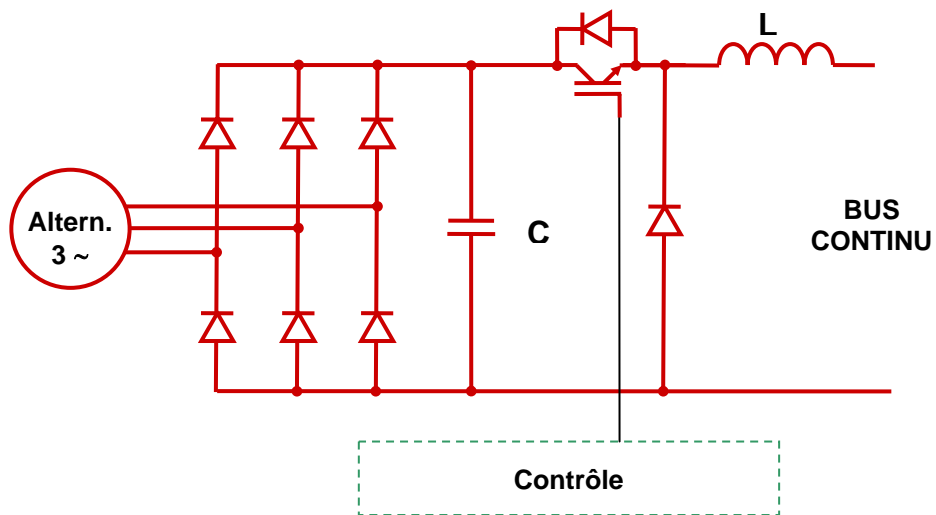 L
Altern.
3 ~
C
BUS
CONTINU
Contrôle